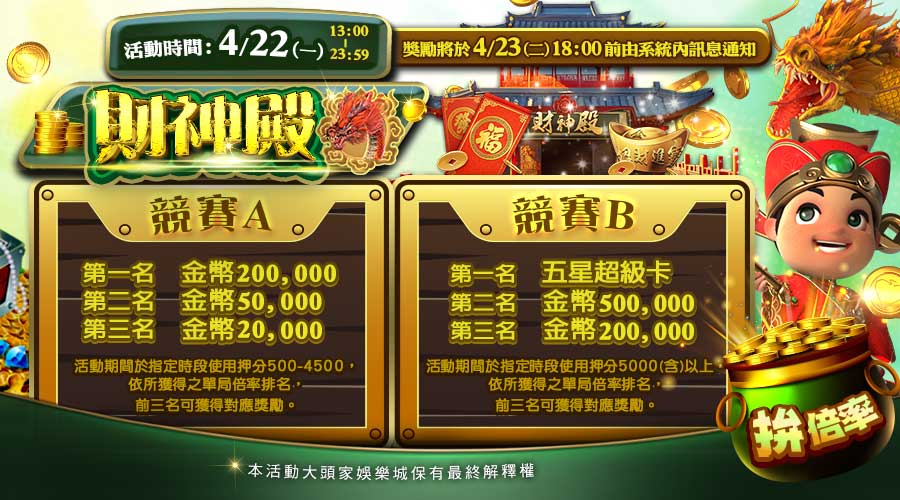 活動時間：4/22(一) 13:00-23:59
獎勵將於4/23(二)18:00前由系統內訊息通知
財神殿
福
財神殿
競賽A
第一名 金幣200,000
第二名 金幣50,000
第三名 金幣20,000
活動期間於指定時段使用押分500-4500，
依所獲得之單局倍率排名，
前三名可獲得對應獎勵。
競賽B
第一名 五星超級卡
第二名 金幣500,000
第三名 金幣200,000
活動期間於指定時段使用押分5000(含)以上，
依所獲得之單局倍率排名，
前三名可獲得對應獎勵。
拚倍率
本活動大頭家娛樂城保有最終解釋權